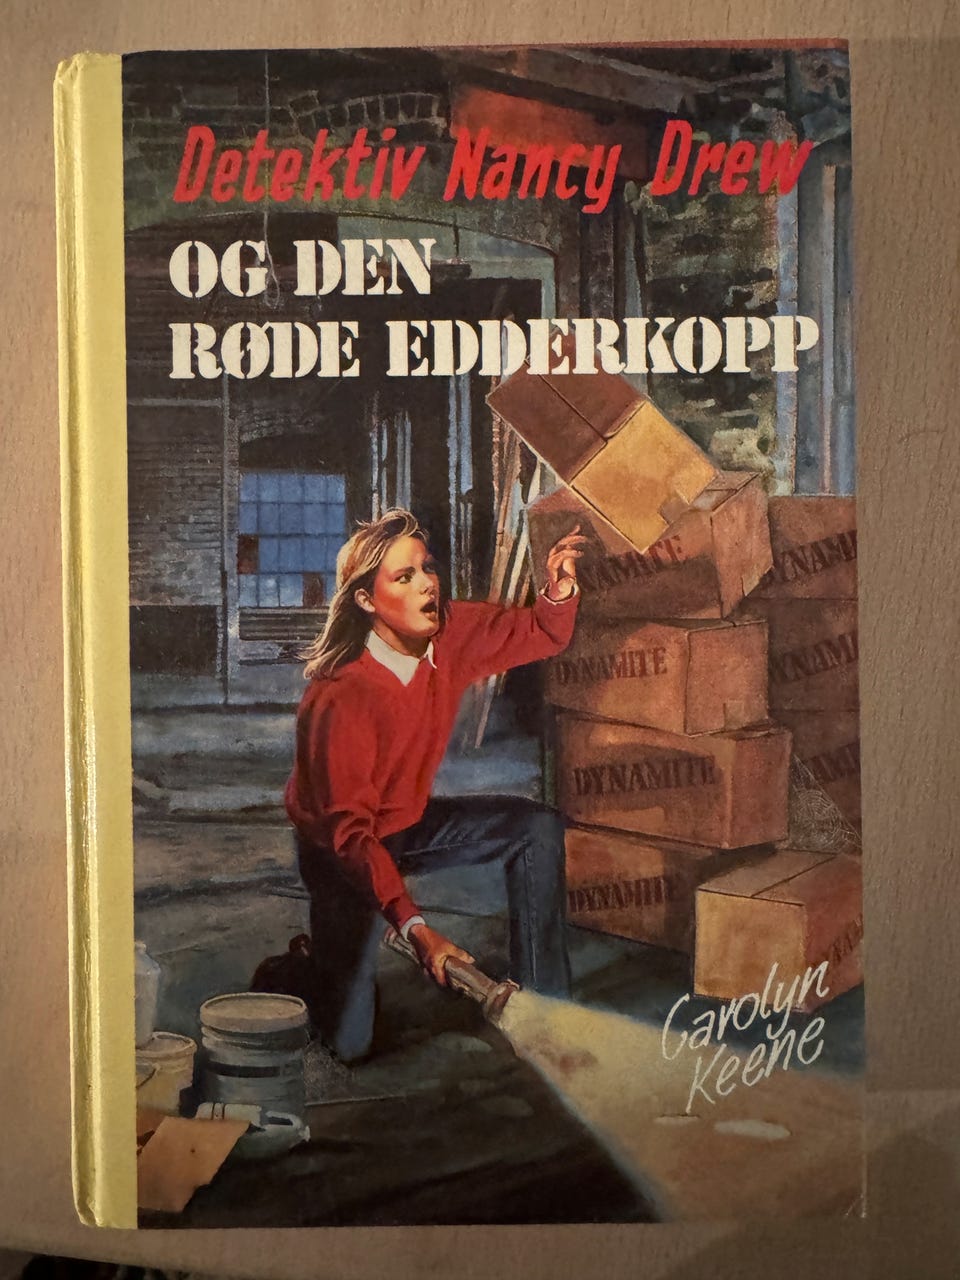 Detektiv Nancy Drew
OG DEN
RØDE EDDERKOPP
DYNAMITE
DYNAMITE
DYNAMITE
DYNAMITE
Carolyn
Keene